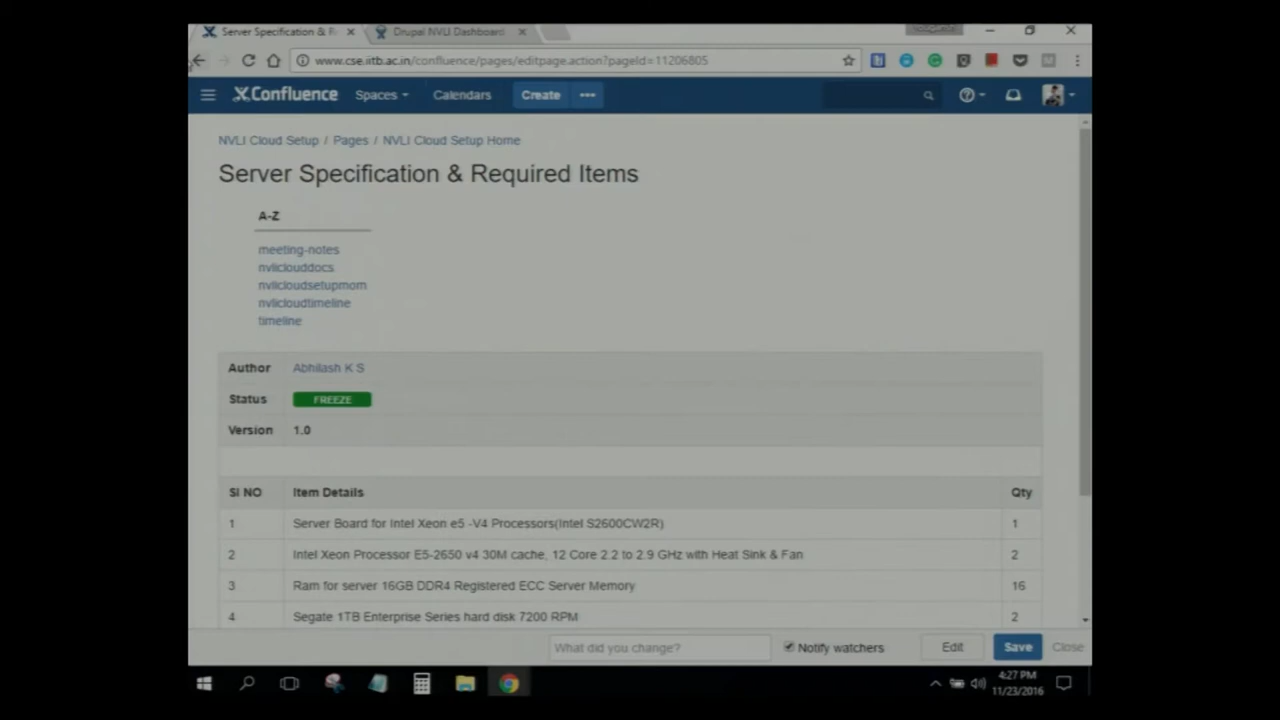 Server Specification & R
Drupal NVLI Dashboard
www.cse.iitb.ac.in/confluence/pages/editpage.action?pageId=11206805
Confluence Spaces Calendars Create
NVLI Cloud Setup / Pages / NVLI Cloud Setup Home
Server Specification & Required Items
A-Z
meeting-notes
nvliclouddocs
nvlicloudsetupmom
nvlicloudtimeline
timeline
Author Abhilash K S
Status FREEZE
Version 1.0
Sl NO Item Details Qty
1 Server Board for Intel Xeon e5 -V4 Processors(Intel S2600CW2R) 1
2 Intel Xeon Processor E5-2650 v4 30M cache, 12 Core 2.2 to 2.9 GHz with Heat Sink & Fan 2
3 Ram for server 16GB DDR4 Registered ECC Server Memory 16
4 Segate 1TB Enterprise Series hard disk 7200 RPM 2
What did you change? Notify watchers Edit Save Close
4:27 PM
11/23/2016